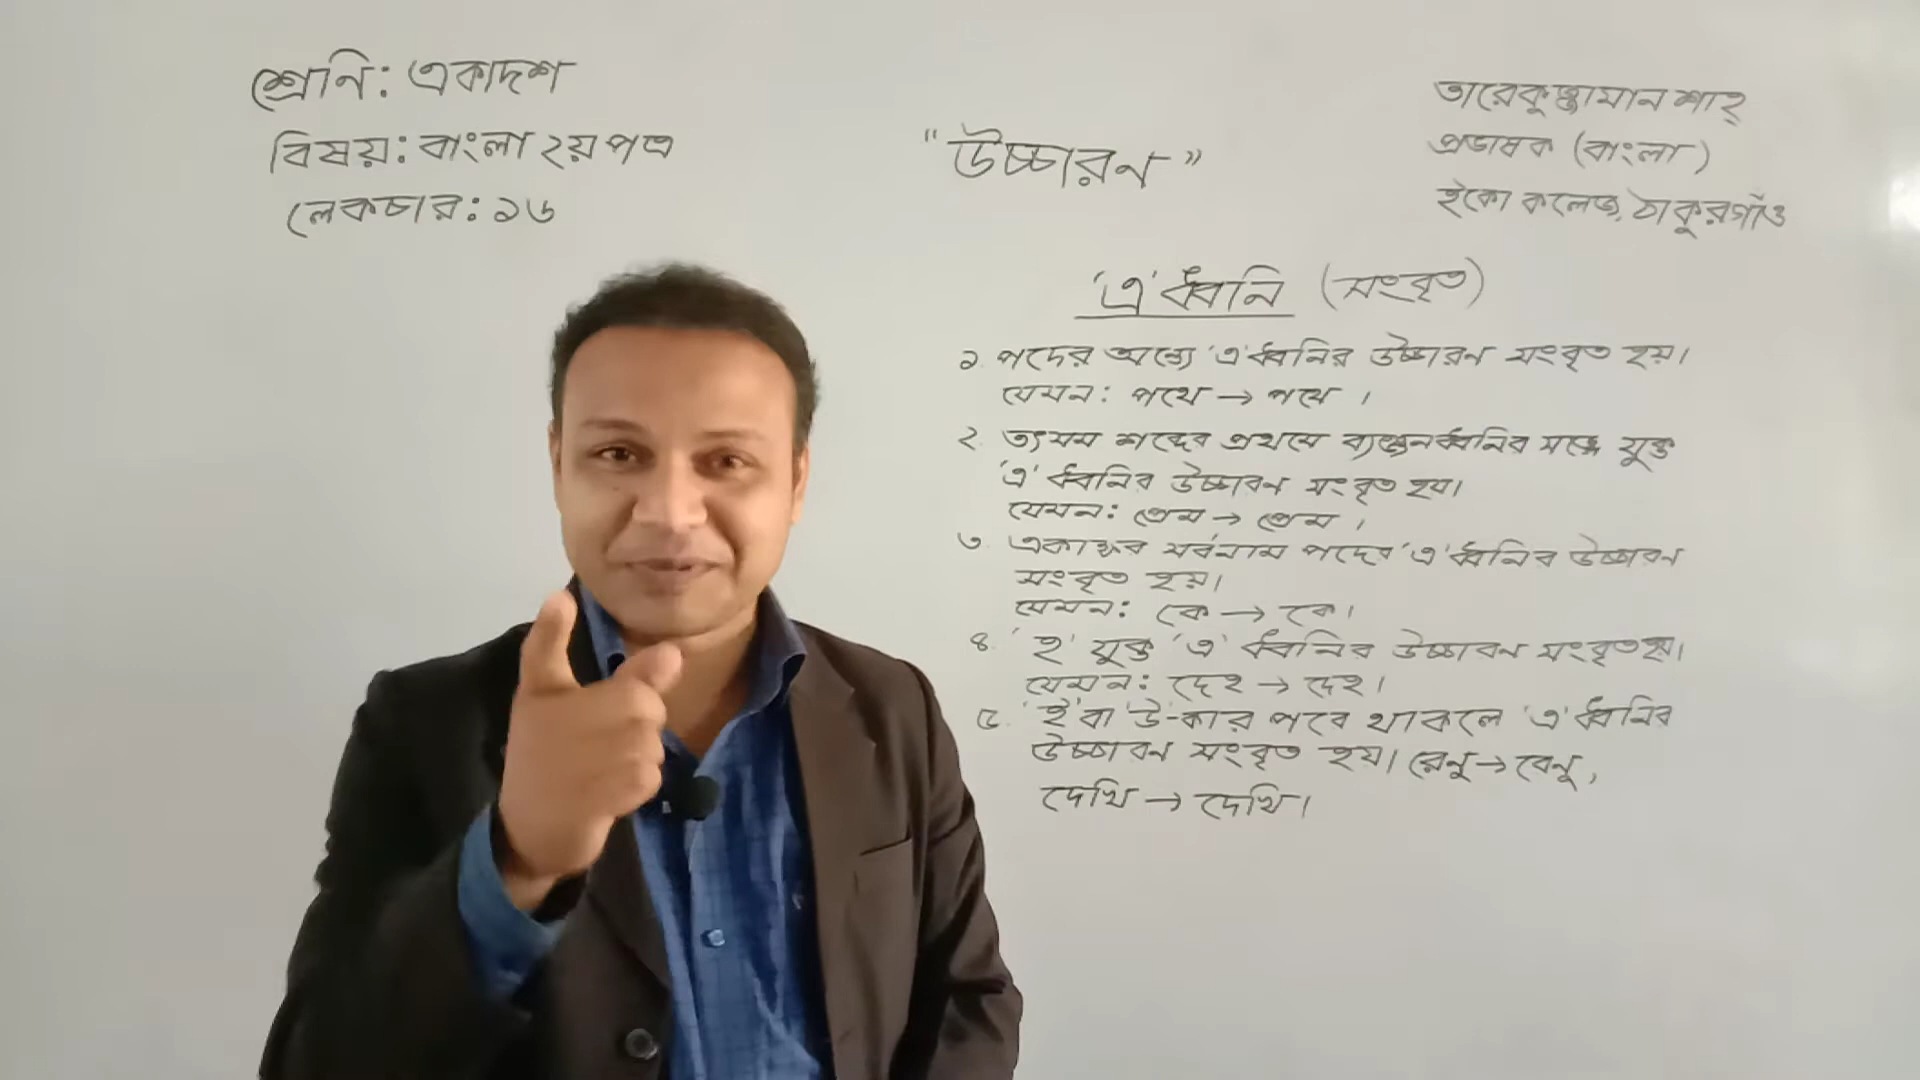 শ্রেনি: একাদশ
বিষয়: বাংলা ২য় পত্র
লেকচার: ১৬
"উচ্চারণ"
তারেকুজ্জামান শাহ্
প্রভাষক (বাংলা)
ইকো কলেজ, ঠাকুরগাঁও
'এ' ধ্বনি (সংবৃত)
১. পদের অন্ত্যে 'এ' ধ্বনির উচ্চারণ সংবৃত হয়।
যেমন: পথে → পথে।
২. তৎসম শব্দের প্রথমে ব্যঞ্জনধ্বনির সঙ্গে যুক্ত
'এ' ধ্বনির উচ্চারণ সংবৃত হয়।
যেমন: প্রেম → প্রেম।
৩. একাক্ষর সর্বনাম পদের 'এ' ধ্বনির উচ্চারণ
সংবৃত হয়।
যেমন: কে → কে।
৪. 'হ' যুক্ত 'এ' ধ্বনির উচ্চারণ সংবৃত হয়।
যেমন: দেহ → দেহ।
৫. 'ই' বা 'উ'-কার পরে থাকলে 'এ' ধ্বনির
উচ্চারণ সংবৃত হয়। রেনু → রেনু,
দেখি → দেখি।